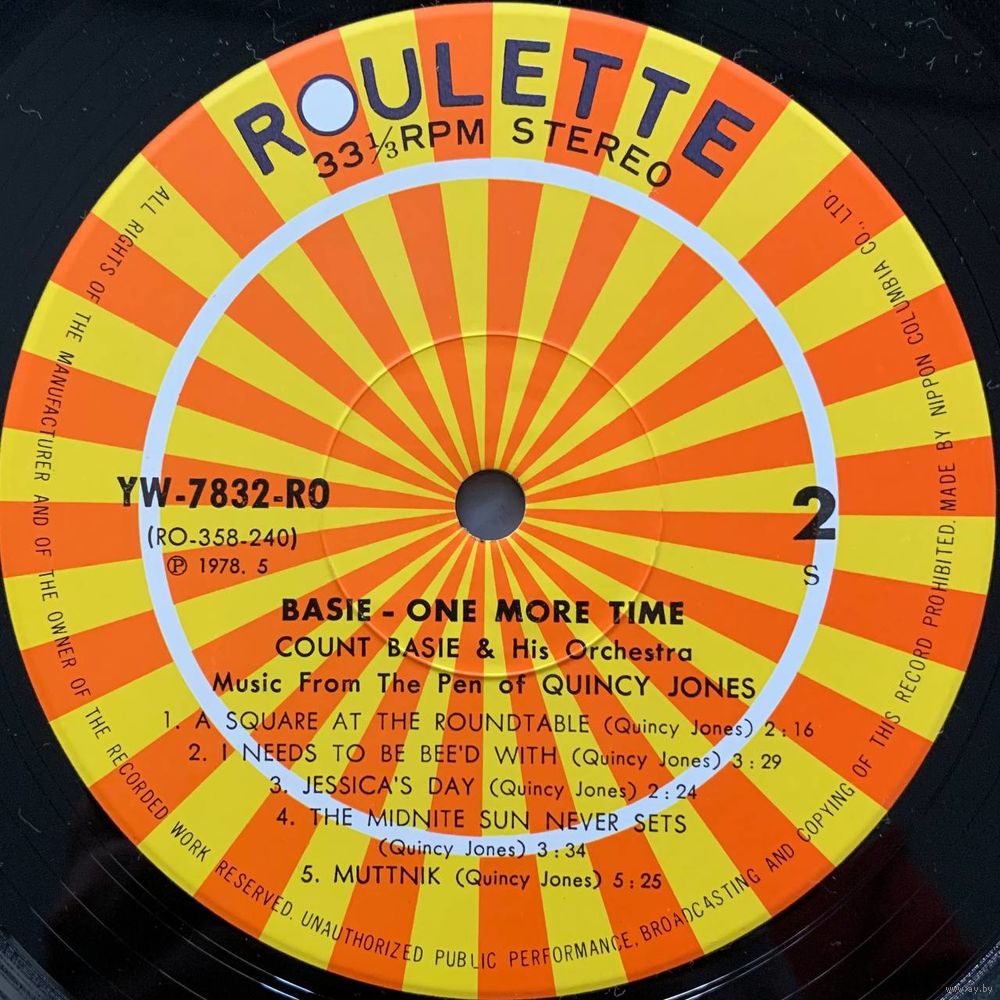 ROULETTE
33⅓RPM STEREO
YW-7832-RO
(RO-358-240)
Ⓟ 1978. 5
2
S
BASIE - ONE MORE TIME
COUNT BASIE & His Orchestra
Music From The Pen of QUINCY JONES
1. A SQUARE AT THE ROUNDTABLE (Quincy Jones) 2:16
2. I NEEDS TO BE BEE'D WITH (Quincy Jones) 3:29
3. JESSICA'S DAY (Quincy Jones) 2:24
4. THE MIDNITE SUN NEVER SETS
(Quincy Jones) 3:34
5. MUTTNIK (Quincy Jones) 5:25
ALL RIGHTS OF THE MANUFACTURER AND OF THE OWNER OF THE RECORDED WORK RESERVED. UNAUTHORIZED PUBLIC PERFORMANCE, BROADCASTING AND COPYING OF THIS RECORD PROHIBITED. MADE BY NIPPON COLUMBIA CO., LTD.
www.ay.by